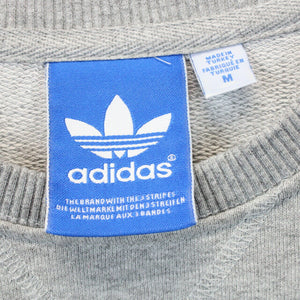 adidas®
THE BRAND WITH THE 3 STRIPES
DIE WELTMARKE MIT DEN 3 STREIFEN
LA MARQUE AUX 3 BANDES
MADE IN
TURKEY
FABRIQUÉ EN
TURQUIE
M